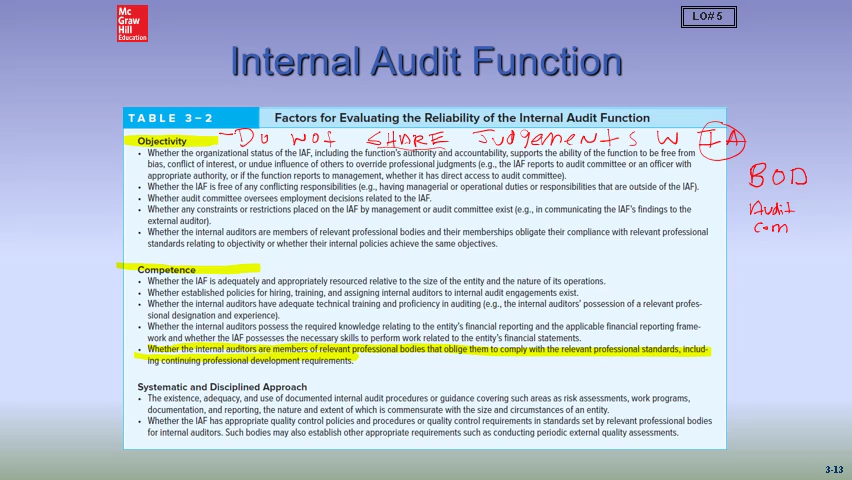 Mc
Graw
Hill
Education
LO# 5
Internal Audit Function
TABLE 3–2 Factors for Evaluating the Reliability of the Internal Audit Function
Objectivity - Do not SHARE Judgements w IA
• Whether the organizational status of the IAF, including the function's authority and accountability, supports the ability of the function to be free from
bias, conflict of interest, or undue influence of others to override professional judgments (e.g., the IAF reports to audit committee or an officer with
appropriate authority, or if the function reports to management, whether it has direct access to audit committee).
• Whether the IAF is free of any conflicting responsibilities (e.g., having managerial or operational duties or responsibilities that are outside of the IAF).
• Whether audit committee oversees employment decisions related to the IAF.
• Whether any constraints or restrictions placed on the IAF by management or audit committee exist (e.g., in communicating the IAF's findings to the
external auditor).
• Whether the internal auditors are members of relevant professional bodies and their memberships obligate their compliance with relevant professional
standards relating to objectivity or whether their internal policies achieve the same objectives.
BOD
Audit
Com
Competence
• Whether the IAF is adequately and appropriately resourced relative to the size of the entity and the nature of its operations.
• Whether established policies for hiring, training, and assigning internal auditors to internal audit engagements exist.
• Whether the internal auditors have adequate technical training and proficiency in auditing (e.g., the internal auditors' possession of a relevant profes-
sional designation and experience).
• Whether the internal auditors possess the required knowledge relating to the entity's financial reporting and the applicable financial reporting frame-
work and whether the IAF possesses the necessary skills to perform work related to the entity's financial statements.
• Whether the internal auditors are members of relevant professional bodies that oblige them to comply with the relevant professional standards, includ-
ing continuing professional development requirements.
Systematic and Disciplined Approach
• The existence, adequacy, and use of documented internal audit procedures or guidance covering such areas as risk assessments, work programs,
documentation, and reporting, the nature and extent of which is commensurate with the size and circumstances of an entity.
• Whether the IAF has appropriate quality control policies and procedures or quality control requirements in standards set by relevant professional bodies
for internal auditors. Such bodies may also establish other appropriate requirements such as conducting periodic external quality assessments.
3-13